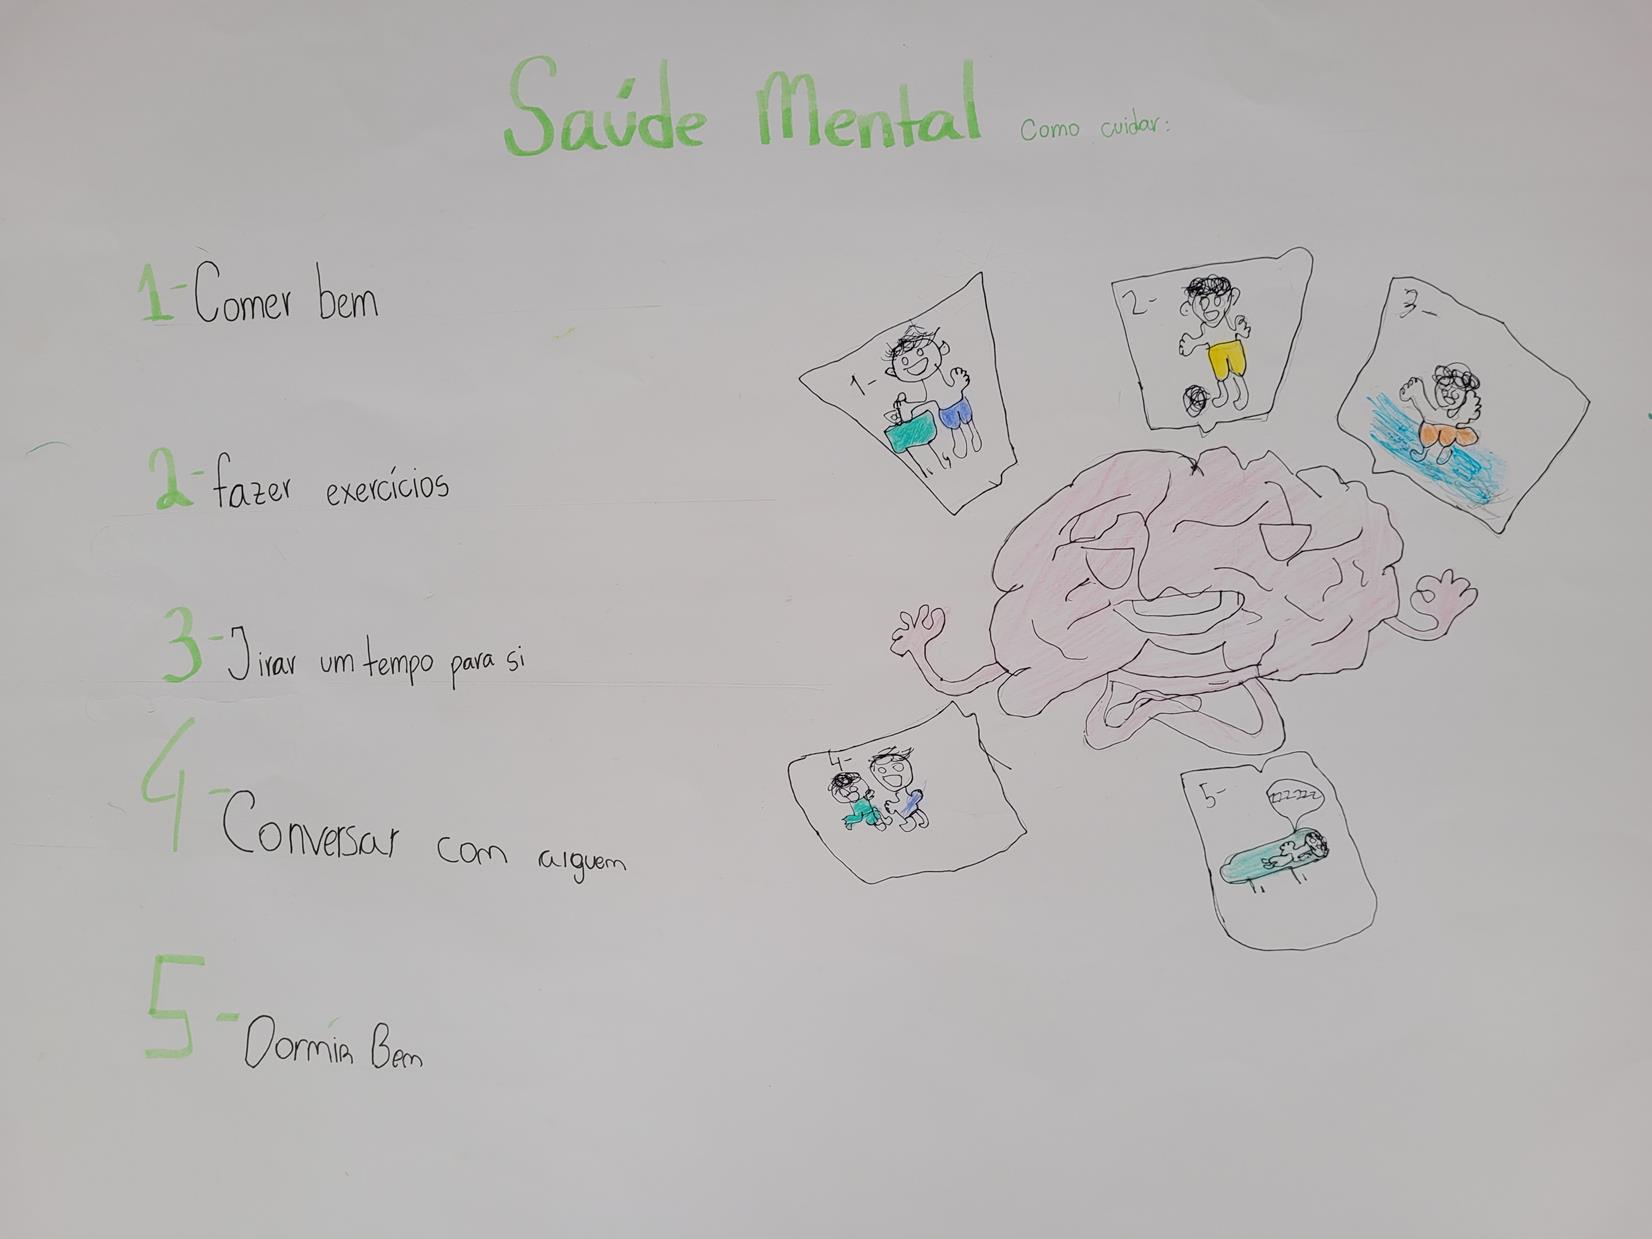 Saúde Mental Como cuidar:
1- Comer bem
2- fazer exercícios
3- Tirar um tempo para si
4- Conversar com alguem
5- Dormir Bem
1-
2-
3-
4-
5-
zzzzz